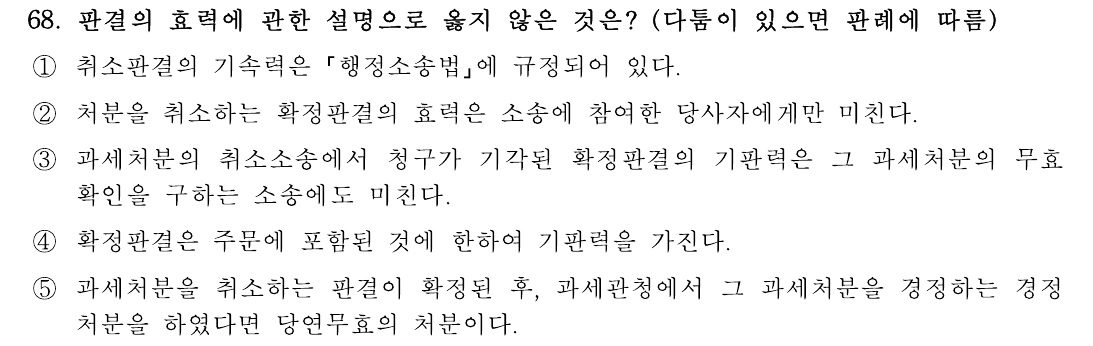 68. 판결의 효력에 관한 설명으로 옳지 않은 것은? (다툼이 있으면 판례에 따름)
① 취소판결의 기속력은 「행정소송법」에 규정되어 있다.
② 처분을 취소하는 확정판결의 효력은 소송에 참여한 당사자에게만 미친다.
③ 과세처분의 취소소송에서 청구가 기각된 확정판결의 기판력은 그 과세처분의 무효
확인을 구하는 소송에도 미친다.
④ 확정판결은 주문에 포함된 것에 한하여 기판력을 가진다.
⑤ 과세처분을 취소하는 판결이 확정된 후, 과세관청에서 그 과세처분을 경정하는 경정
처분을 하였다면 당연무효의 처분이다.